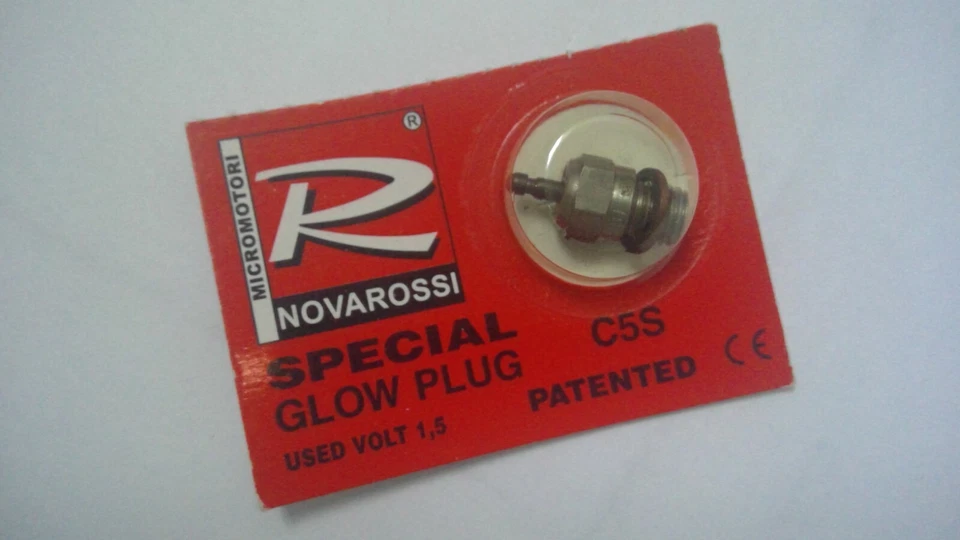 MICROMOTORI
R
®
NOVAROSSI
SPECIAL
GLOW PLUG
USED VOLT 1,5
C5S
PATENTED
CE